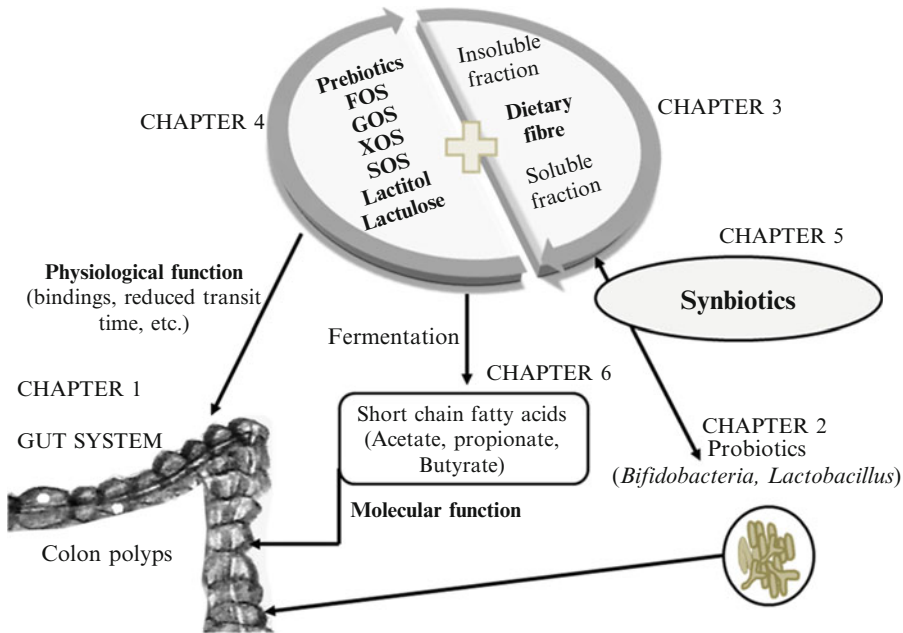 CHAPTER 4
Prebiotics
FOS
GOS
XOS
SOS
Lactitol
Lactulose
Insoluble
fraction
Dietary
fibre
Soluble
fraction
CHAPTER 3
CHAPTER 5
Synbiotics
Physiological function
(bindings, reduced transit
time, etc.)
Fermentation
CHAPTER 6
Short chain fatty acids
(Acetate, propionate,
Butyrate)
Molecular function
CHAPTER 1
GUT SYSTEM
Colon polyps
CHAPTER 2
Probiotics
(Bifidobacteria, Lactobacillus)